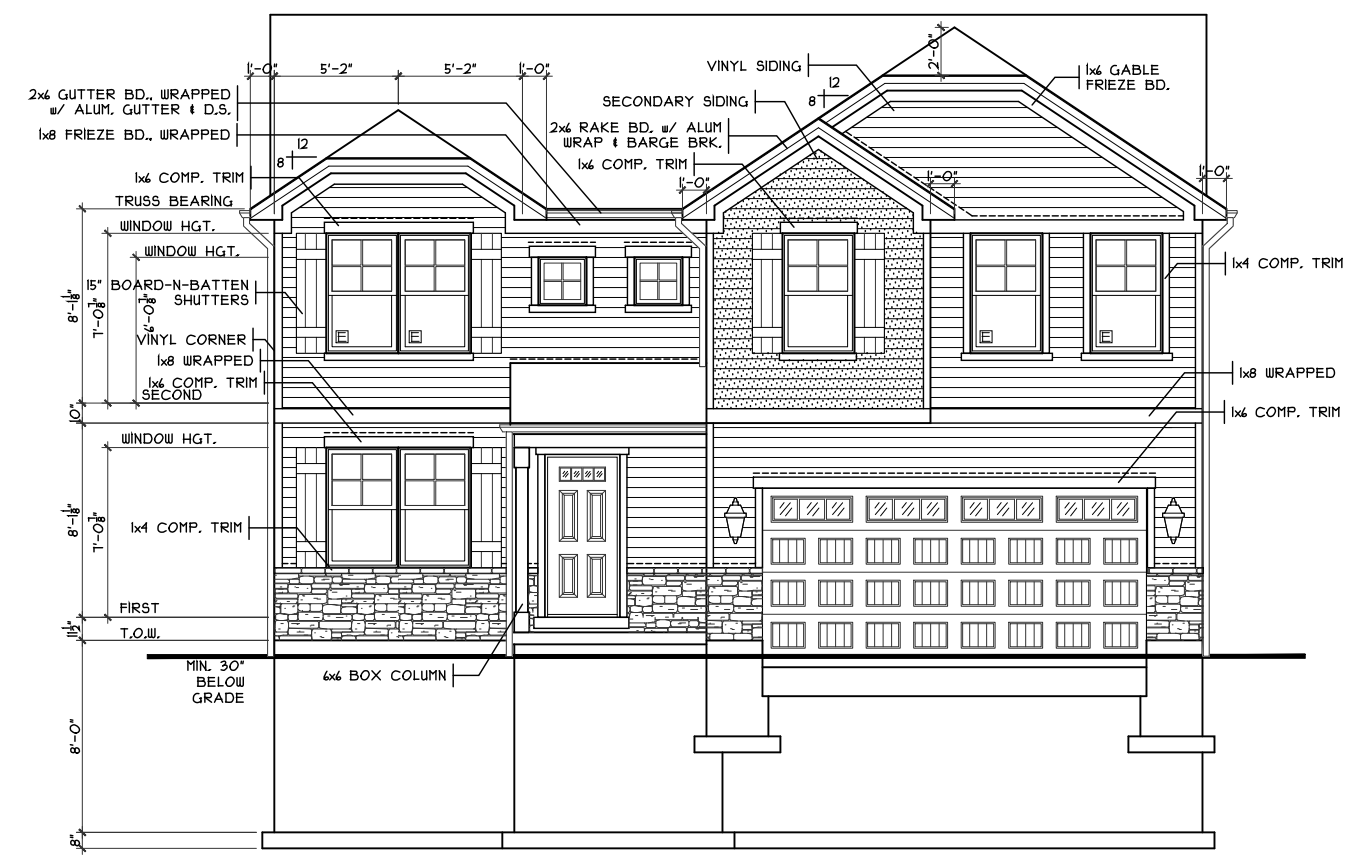 2'-0"
1'-0"
5'-2"
5'-2"
1'-0"
VINYL SIDING
1x6 GABLE
FRIEZE BD.
12
8
2x6 GUTTER BD., WRAPPED
w/ ALUM. GUTTER & D.S.
SECONDARY SIDING
1x8 FRIEZE BD., WRAPPED
2x6 RAKE BD. w/ ALUM
WRAP & BARGE BRK.
12
8
1x6 COMP. TRIM
1x6 COMP. TRIM
1'-0"
1'-0"
1'-0"
TRUSS BEARING
WINDOW HGT.
WINDOW HGT.
1x4 COMP. TRIM
15"
BOARD-N-BATTEN
SHUTTERS
8'-1 1/8"
7'-0 7/8"
6'-0 7/8"
E
E
E
E
VINYL CORNER
1x8 WRAPPED
1x8 WRAPPED
1x6 COMP. TRIM
SECOND
10"
1x6 COMP. TRIM
WINDOW HGT.
8'-1 1/8"
7'-0 7/8"
1x4 COMP. TRIM
FIRST
11 1/2"
T.O.W.
MIN. 30"
BELOW
GRADE
6x6 BOX COLUMN
8'-0"
8"